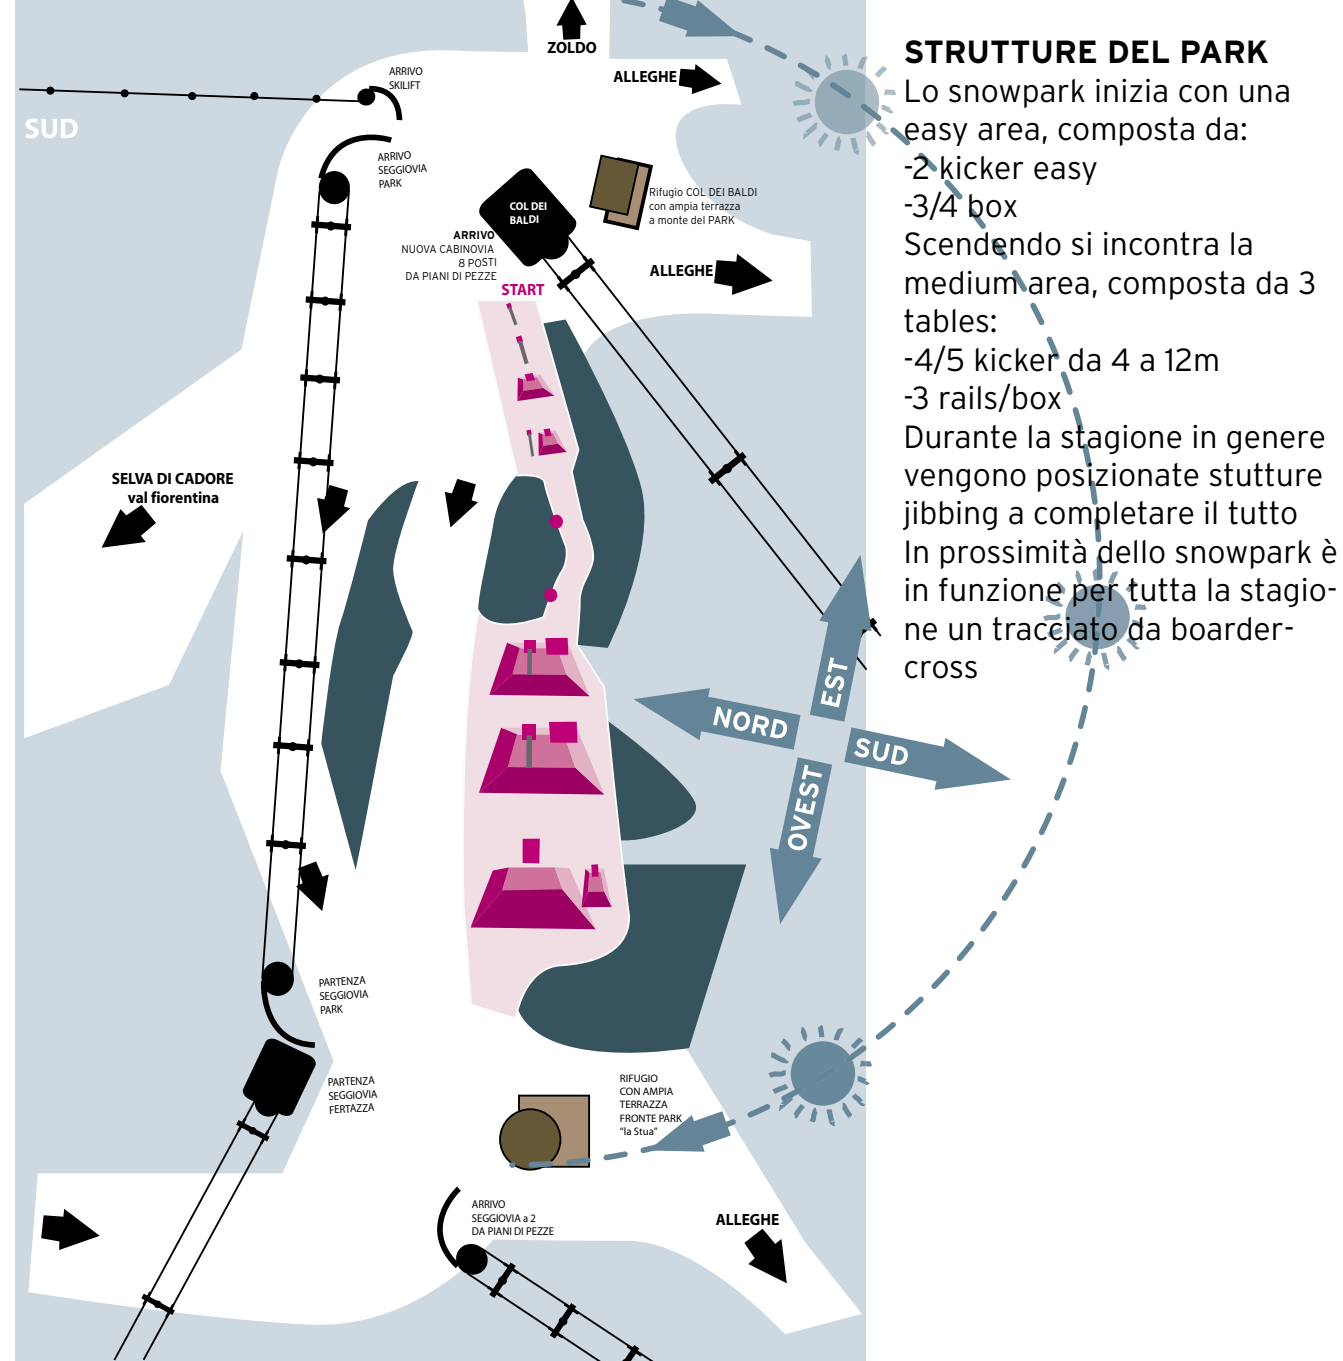 ZOLDO
ALLEGHE
ARRIVO
SKILIFT
SUD
ARRIVO
SEGGIOVIA
PARK
COL DEI
BALDI
Rifugio COL DEI BALDI
con ampia terrazza
a monte del PARK
ARRIVO
NUOVA CABINOVIA
8 POSTI
DA PIANI DI PEZZE
ALLEGHE
START
SELVA DI CADORE
val fiorentina
EST
NORD
SUD
OVEST
PARTENZA
SEGGIOVIA
PARK
PARTENZA
SEGGIOVIA
FERTAZZA
RIFUGIO
CON AMPIA
TERRAZZA
FRONTE PARK
"la Stua"
ARRIVO
SEGGIOVIA a 2
DA PIANI DI PEZZE
ALLEGHE
STRUTTURE DEL PARK
Lo snowpark inizia con una
easy area, composta da:
-2 kicker easy
-3/4 box
Scendendo si incontra la
medium area, composta da 3
tables:
-4/5 kicker da 4 a 12m
-3 rails/box
Durante la stagione in genere
vengono posizionate stutture
jibbing a completare il tutto
In prossimità dello snowpark è
in funzione per tutta la stagio-
ne un tracciato da boarder-
cross